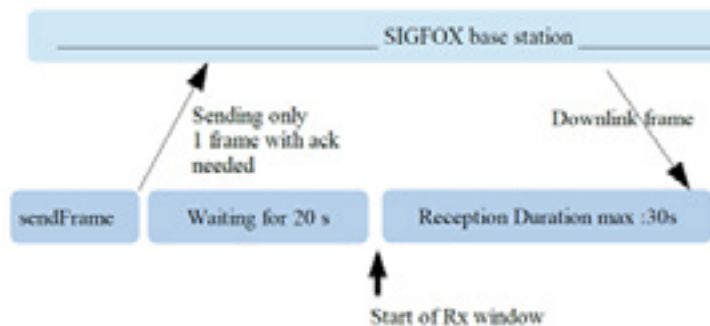 SIGFOX base station
Sending only
1 frame with ack
needed
Downlink frame
sendFrame
Waiting for 20 s
Reception Duration max :30s
Start of Rx window